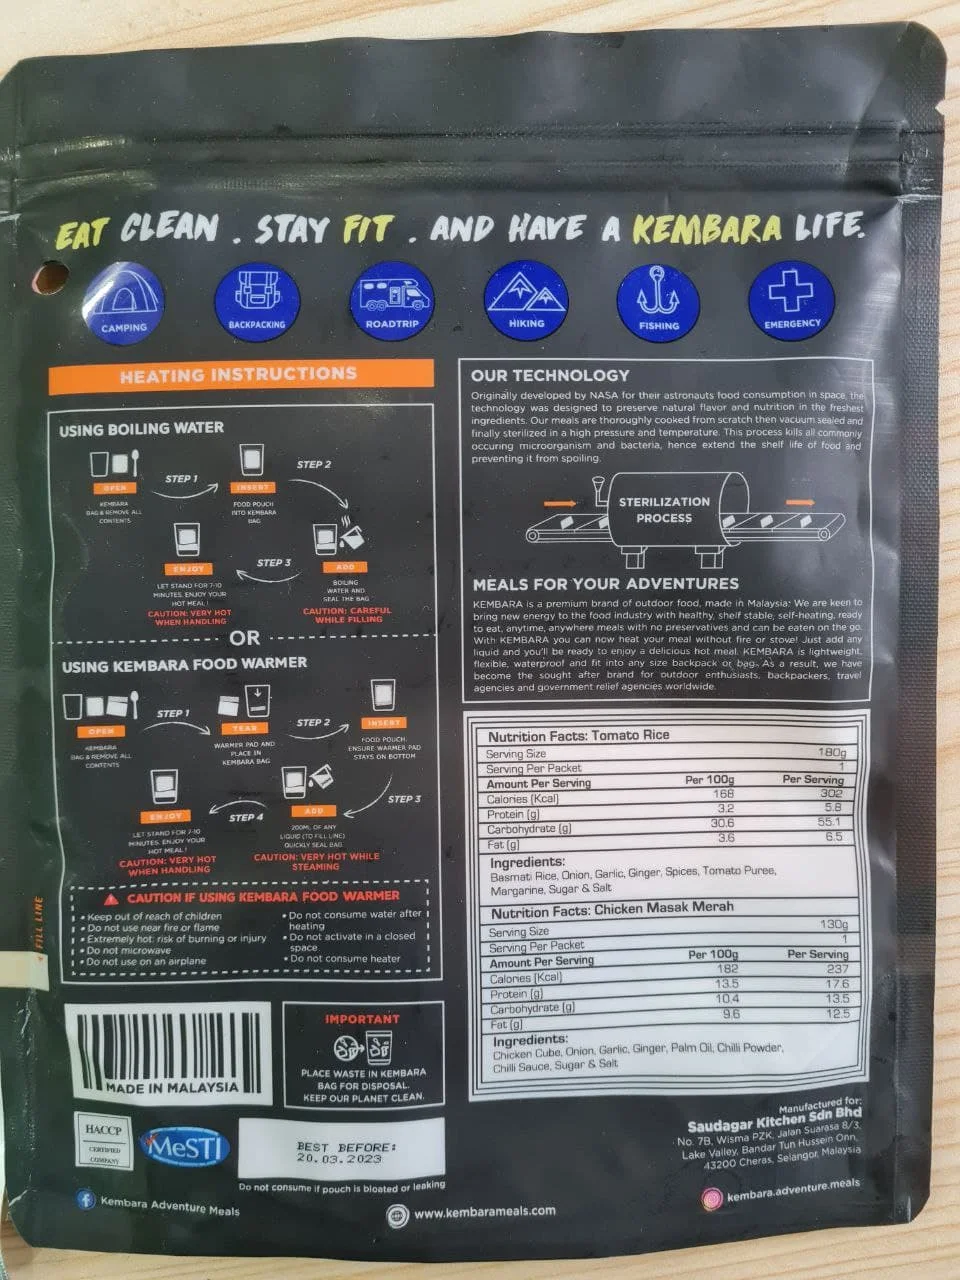 EAT CLEAN . STAY FIT . AND HAVE A KEMBARA LIFE.
CAMPING
BACKPACKING
ROADTRIP
HIKING
FISHING
EMERGENCY
HEATING INSTRUCTIONS
USING BOILING WATER
OPEN
KEMBARA
BAG & REMOVE ALL
CONTENTS
STEP 1
INSERT
FOOD POUCH
INTO KEMBARA
BAG
STEP 2
ADD
BOILING
WATER AND
SEAL THE BAG
CAUTION: CAREFUL
WHILE FILLING
STEP 3
ENJOY
LET STAND FOR 7-10
MINUTES. ENJOY YOUR
HOT MEAL!
CAUTION: VERY HOT
WHEN HANDLING
OR
USING KEMBARA FOOD WARMER
OPEN
KEMBARA
BAG & REMOVE ALL
CONTENTS
STEP 1
TEAR
WARMER PAD AND
PLACE IN
KEMBARA BAG
STEP 2
INSERT
FOOD POUCH.
ENSURE WARMER PAD
STAYS ON BOTTOM
STEP 3
ADD
200ML OF ANY
LIQUID (TO FILL LINE)
QUICKLY SEAL BAG
CAUTION: VERY HOT WHILE
STEAMING
STEP 4
ENJOY
LET STAND FOR 7-10
MINUTES. ENJOY YOUR
HOT MEAL!
CAUTION: VERY HOT
WHEN HANDLING
CAUTION IF USING KEMBARA FOOD WARMER
• Keep out of reach of children
• Do not use near fire or flame
• Extremely hot: risk of burning or injury
• Do not microwave
• Do not use on an airplane
• Do not consume water after
heating
• Do not activate in a closed
space.
• Do not consume heater
FILL LINE
MADE IN MALAYSIA
IMPORTANT
PLACE WASTE IN KEMBARA
BAG FOR DISPOSAL.
KEEP OUR PLANET CLEAN.
HACCP
CERTIFIED
COMPANY
MeSTI
BEST BEFORE:
20.03.2023
Do not consume if pouch is bloated or leaking
Kembara Adventure Meals
www.kembarameals.com
OUR TECHNOLOGY
Originally developed by NASA for their astronauts food consumption in space, the
technology was designed to preserve natural flavor and nutrition in the freshest
ingredients. Our meals are thoroughly cooked from scratch then vacuum sealed and
finally sterilized in a high pressure and temperature. This process kills all commonly
occuring microorganism and bacteria, hence extend the shelf life of food and
preventing it from spoiling.
STERILIZATION
PROCESS
MEALS FOR YOUR ADVENTURES
KEMBARA is a premium brand of outdoor food, made in Malaysia: We are keen to
bring new energy to the food industry with healthy, shelf stable, self-heating, ready
to eat, anytime, anywhere meals with no preservatives and can be eaten on the go.
With KEMBARA you can now heat your meal without fire or stove! Just add any
liquid and you'll be ready to enjoy a delicious hot meal. KEMBARA is lightweight,
flexible, waterproof and fit into any size backpack or bag. As a result, we have
become the sought after brand for outdoor enthusiasts, backpackers, travel
agencies and government relief agencies worldwide.
Nutrition Facts: Tomato Rice
Serving Size 180g
Serving Per Packet 1
Amount Per Serving Per 100g Per Serving
Calories (Kcal) 168 302
Protein (g) 3.2 5.8
Carbohydrate (g) 30.6 55.1
Fat (g) 3.6 6.5
Ingredients:
Basmati Rice, Onion, Garlic, Ginger, Spices, Tomato Puree,
Margarine, Sugar & Salt
Nutrition Facts: Chicken Masak Merah
Serving Size 130g
Serving Per Packet 1
Amount Per Serving Per 100g Per Serving
Calories (Kcal) 182 237
Protein (g) 13.5 17.6
Carbohydrate (g) 10.4 13.5
Fat (g) 9.6 12.5
Ingredients:
Chicken Cube, Onion, Garlic, Ginger, Palm Oil, Chilli Powder,
Chilli Sauce, Sugar & Salt
Manufactured for:
Saudagar Kitchen Sdn Bhd
No. 7B, Wisma PZK, Jalan Suarasa 8/3,
Lake Valley, Bandar Tun Hussein Onn,
43200 Cheras, Selangor, Malaysia
kembara.adventure.meals